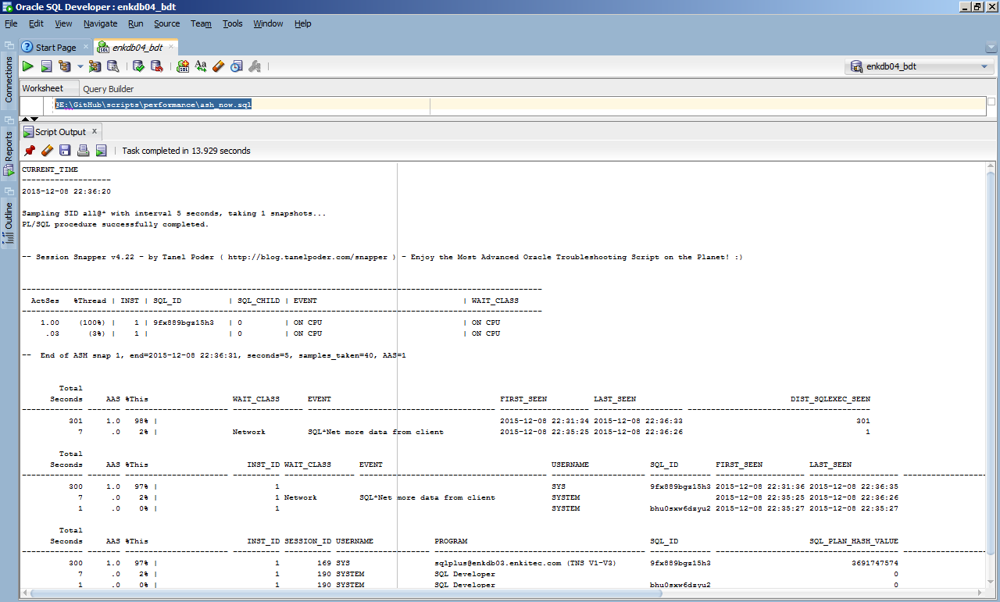 Oracle SQL Developer : enkdb04_bdt
File Edit View Navigate Run Source Team Tools Window Help
Start Page × enkdb04_bdt ×
enkdb04_bdt
Connections
Reports
Outline
Worksheet Query Builder
@E:\GitHub\scripts\performance\ash_now.sql
Script Output x
Task completed in 13.929 seconds
CURRENT_TIME
-------------------
2015-12-08 22:36:20
Sampling SID all@* with interval 5 seconds, taking 1 snapshots...
PL/SQL procedure successfully completed.
-- Session Snapper v4.22 - by Tanel Poder ( http://blog.tanelpoder.com/snapper ) - Enjoy the Most Advanced Oracle Troubleshooting Script on the Planet! :)
---------------------------------------------------------------------------------------------------------------
ActSes %Thread | INST | SQL_ID | SQL_CHILD | EVENT | WAIT_CLASS
---------------------------------------------------------------------------------------------------------------
1.00 (100%) | 1 | 9fx889bgz15h3 | 0 | ON CPU | ON CPU
.03 (3%) | 1 | | 0 | ON CPU | ON CPU
-- End of ASH snap 1, end=2015-12-08 22:36:31, seconds=5, samples_taken=40, AAS=1
Total
Seconds AAS %This WAIT_CLASS EVENT FIRST_SEEN LAST_SEEN DIST_SQLEXEC_SEEN
301 1.0 98% | 2015-12-08 22:31:34 2015-12-08 22:36:33 301
7 .0 2% | Network SQL*Net more data from client 2015-12-08 22:35:25 2015-12-08 22:36:26 1
Total
Seconds AAS %This INST_ID WAIT_CLASS EVENT USERNAME SQL_ID FIRST_SEEN LAST_SEEN
300 1.0 97% | 1 SYS 9fx889bgz15h3 2015-12-08 22:31:36 2015-12-08 22:36:35
7 .0 2% | 1 Network SQL*Net more data from client SYSTEM 2015-12-08 22:35:25 2015-12-08 22:36:26
1 .0 0% | 1 SYSTEM bhu0sxw6dzyu2 2015-12-08 22:35:27 2015-12-08 22:35:27
Total
Seconds AAS %This INST_ID SESSION_ID USERNAME PROGRAM SQL_ID SQL_PLAN_HASH_VALUE
300 1.0 97% | 1 169 SYS sqlplus@enkdb03.enkitec.com (TNS V1-V3) 9fx889bgz15h3 3691747574
7 .0 2% | 1 190 SYSTEM SQL Developer 0
1 .0 0% | 1 190 SYSTEM SQL Developer bhu0sxw6dzyu2 0